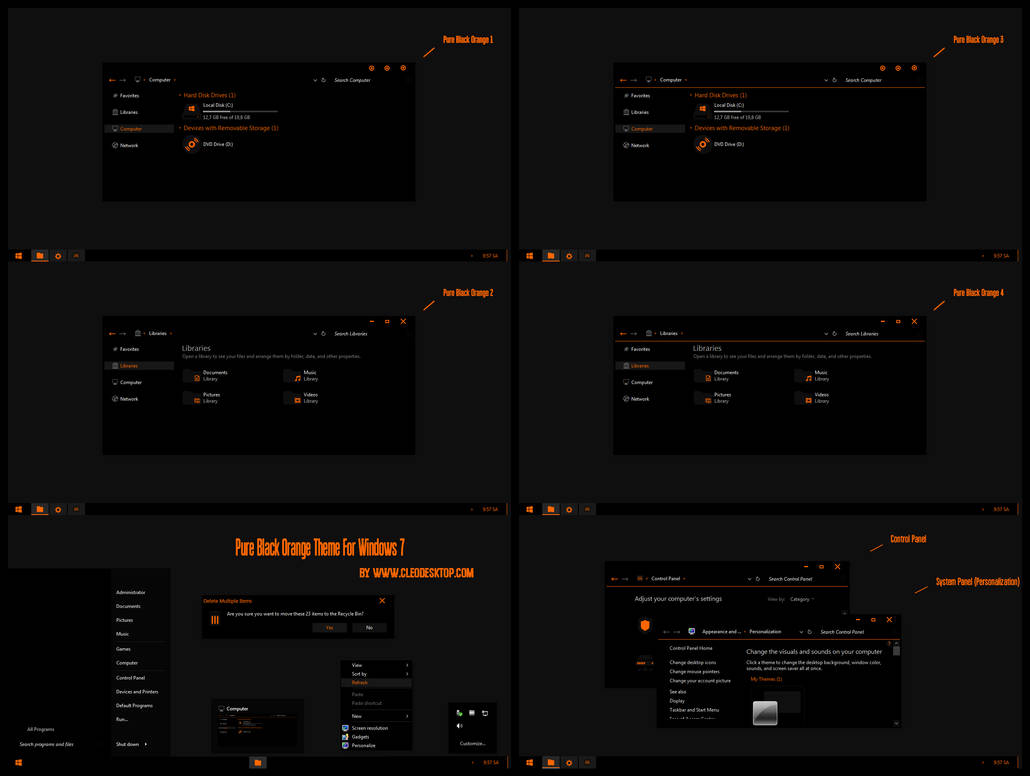 Pure Black Orange 1
Computer
Search Computer
Favorites
Libraries
Computer
Network
Hard Disk Drives (1)
Local Disk (C:)
12,7 GB free of 19,8 GB
Devices with Removable Storage (1)
DVD Drive (D:)
9:57 SA
Pure Black Orange 3
Computer
Search Computer
Favorites
Libraries
Computer
Network
Hard Disk Drives (1)
Local Disk (C:)
12,7 GB free of 19,8 GB
Devices with Removable Storage (1)
DVD Drive (D:)
9:57 SA
Pure Black Orange 2
Libraries
Search Libraries
Favorites
Libraries
Computer
Network
Libraries
Open a library to see your files and arrange them by folder, date, and other properties.
Documents
Library
Music
Library
Pictures
Library
Videos
Library
9:57 SA
Pure Black Orange 4
Libraries
Search Libraries
Favorites
Libraries
Computer
Network
Libraries
Open a library to see your files and arrange them by folder, date, and other properties.
Documents
Library
Music
Library
Pictures
Library
Videos
Library
9:57 SA
Pure Black Orange Theme For Windows 7
BY WWW.CLEODESKTOP.COM
Administrator
Documents
Pictures
Music
Games
Computer
Control Panel
Devices and Printers
Default Programs
Run...
All Programs
Search programs and files
Shut down
Delete Multiple Items
Are you sure you want to move these 23 items to the Recycle Bin?
Yes
No
Computer
View
Sort by
Refresh
Paste
Paste shortcut
New
Screen resolution
Gadgets
Personalize
Customize...
9:57 SA
Control Panel
System Panel (Personalization)
Control Panel
Search Control Panel
Adjust your computer's settings
View by:
Category
Appearance and ...
Personalization
Search Control Panel
Control Panel Home
Change desktop icons
Change mouse pointers
Change your account picture
See also
Display
Taskbar and Start Menu
Change the visuals and sounds on your computer
Click a theme to change the desktop background, window color,
sounds, and screen saver all at once.
My Themes (1)
9:57 SA